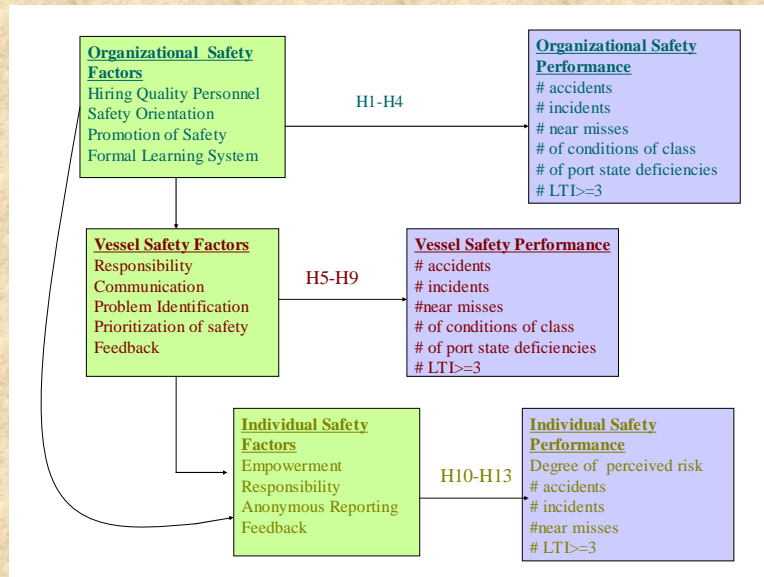 Organizational Safety
Factors
Hiring Quality Personnel
Safety Orientation
Promotion of Safety
Formal Learning System
H1-H4
Organizational Safety
Performance
# accidents
# incidents
# near misses
# of conditions of class
# of port state deficiencies
# LTI>=3
Vessel Safety Factors
Responsibility
Communication
Problem Identification
Prioritization of safety
Feedback
H5-H9
Vessel Safety Performance
# accidents
# incidents
#near misses
# of conditions of class
# of port state deficiencies
# LTI>=3
Individual Safety
Factors
Empowerment
Responsibility
Anonymous Reporting
Feedback
H10-H13
Individual Safety
Performance
Degree of perceived risk
# accidents
# incidents
#near misses
# LTI>=3